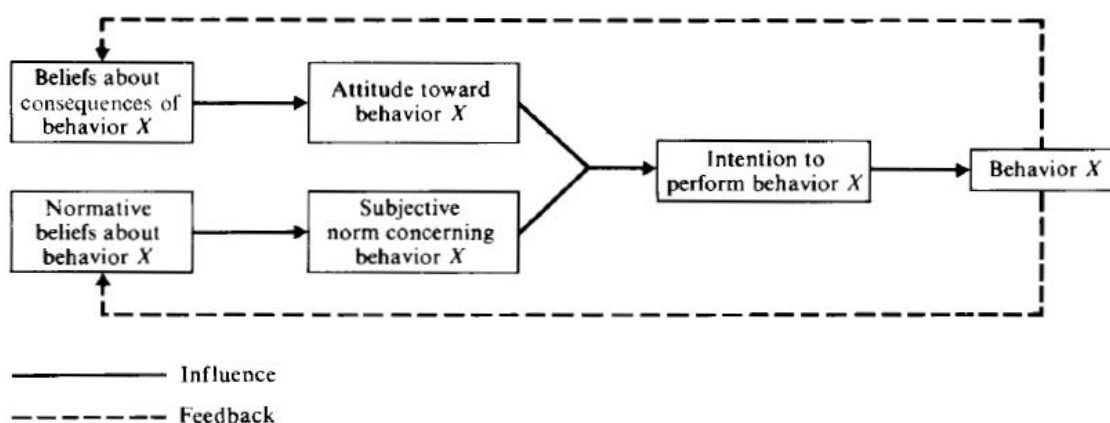 Beliefs about
consequences of
behavior X
Attitude toward
behavior X
Intention to
perform behavior X
Behavior X
Normative
beliefs about
behavior X
Subjective
norm concerning
behavior X
Influence
Feedback